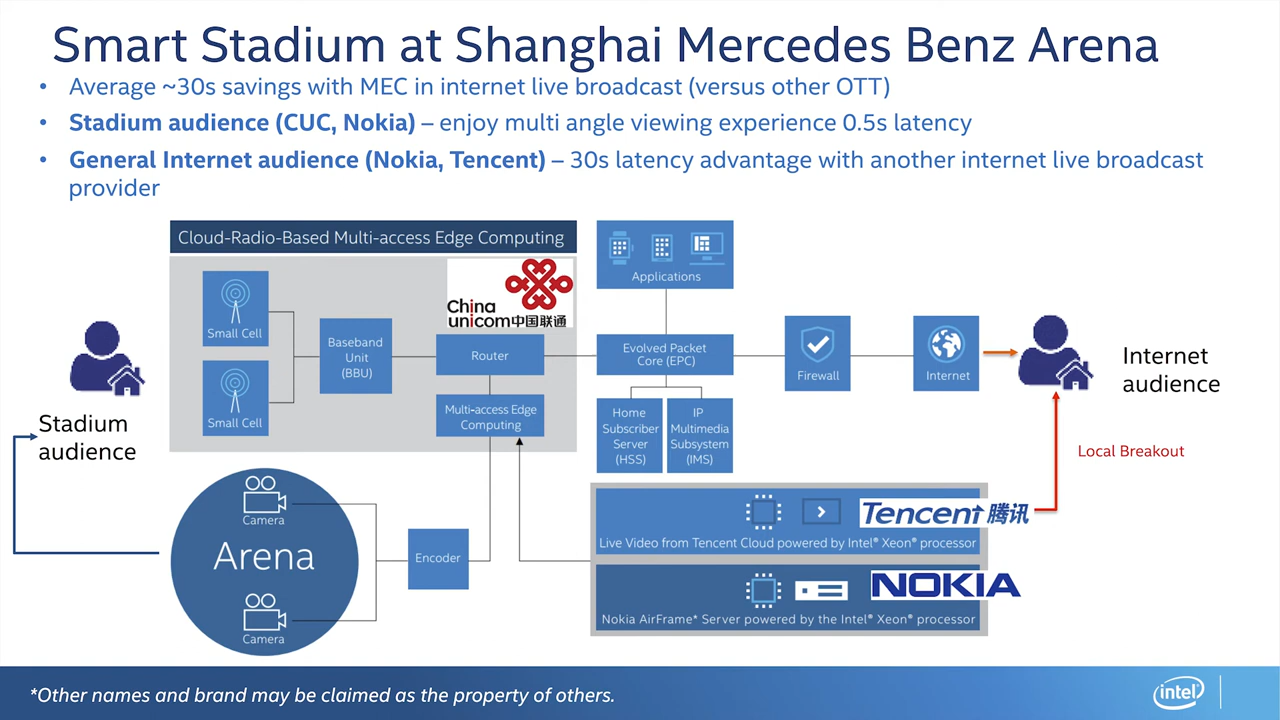 Smart Stadium at Shanghai Mercedes Benz Arena
• Average ~30s savings with MEC in internet live broadcast (versus other OTT)
• Stadium audience (CUC, Nokia) – enjoy multi angle viewing experience 0.5s latency
• General Internet audience (Nokia, Tencent) – 30s latency advantage with another internet live broadcast
provider
Cloud-Radio-Based Multi-access Edge Computing
China
unicom中国联通
Small Cell
Small Cell
Baseband
Unit
(BBU)
Router
Multi-access Edge
Computing
Applications
Evolved Packet
Core (EPC)
Home
Subscriber
Server
(HSS)
IP
Multimedia
Subsystem
(IMS)
Firewall
Internet
Internet
audience
Stadium
audience
Local Breakout
Camera
Arena
Camera
Encoder
Tencent 腾讯
Live Video from Tencent Cloud powered by Intel® Xeon® processor
NOKIA
Nokia AirFrame* Server powered by the Intel® Xeon® processor
*Other names and brand may be claimed as the property of others.
intel